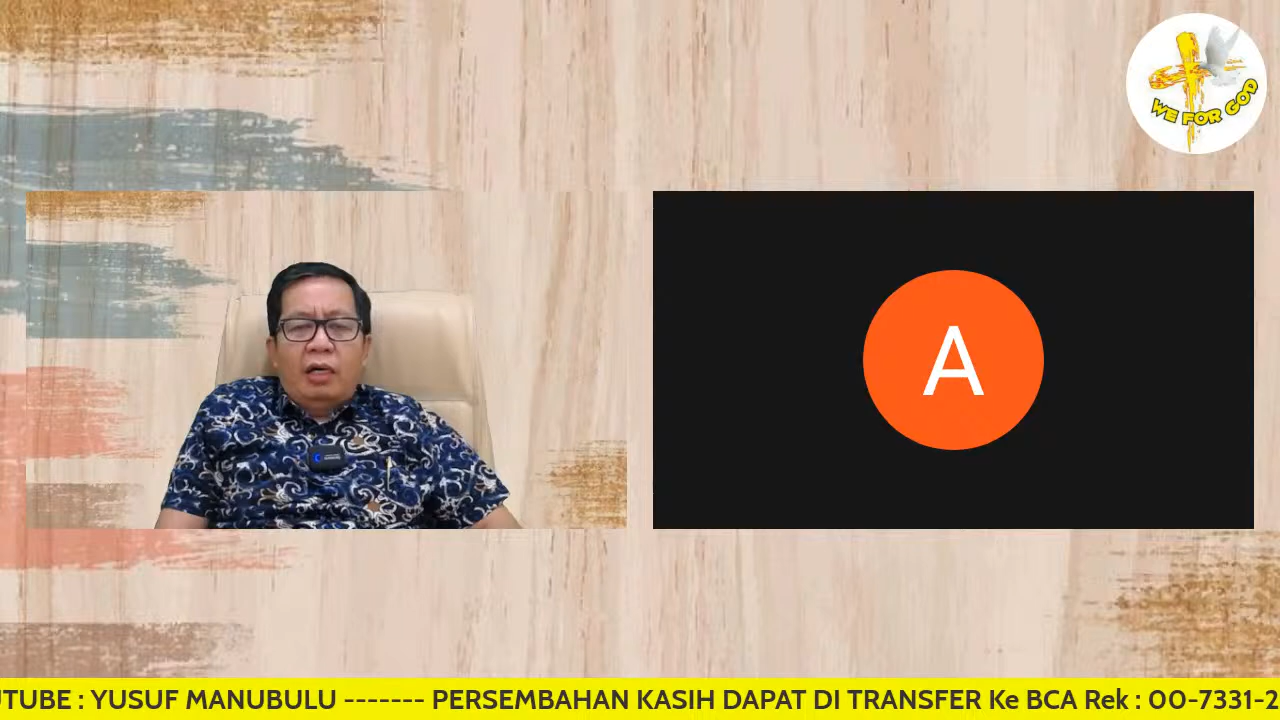 WE FOR GOD
A
UTUBE : YUSUF MANUBULU ------- PERSEMBAHAN KASIH DAPAT DI TRANSFER Ke BCA Rek : 00-7331-2